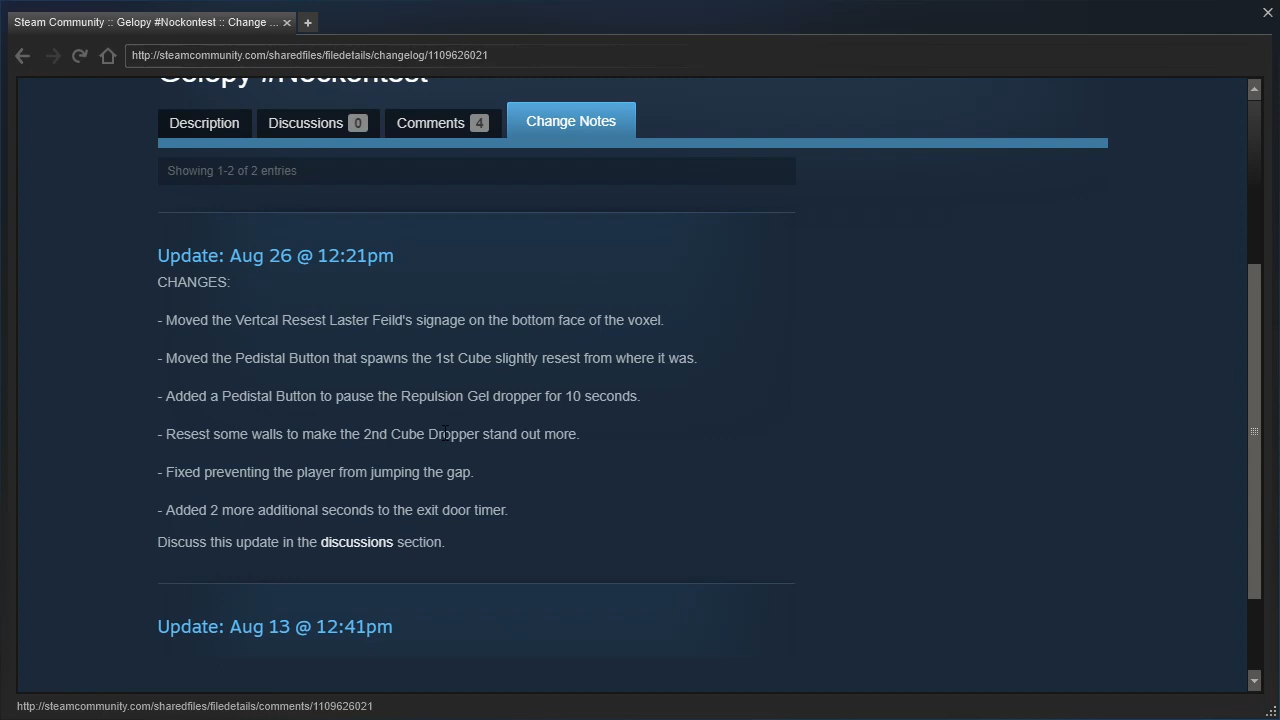 Steam Community :: Gelopy #Nockontest :: Change ...
http://steamcommunity.com/sharedfiles/filedetails/changelog/1109626021
Gelopy #Nockontest
Description Discussions 0 Comments 4 Change Notes
Showing 1-2 of 2 entries
Update: Aug 26 @ 12:21pm
CHANGES:
- Moved the Vertcal Resest Laster Feild's signage on the bottom face of the voxel.
- Moved the Pedistal Button that spawns the 1st Cube slightly resest from where it was.
- Added a Pedistal Button to pause the Repulsion Gel dropper for 10 seconds.
- Resest some walls to make the 2nd Cube Dropper stand out more.
- Fixed preventing the player from jumping the gap.
- Added 2 more additional seconds to the exit door timer.
Discuss this update in the discussions section.
Update: Aug 13 @ 12:41pm
http://steamcommunity.com/sharedfiles/filedetails/comments/1109626021